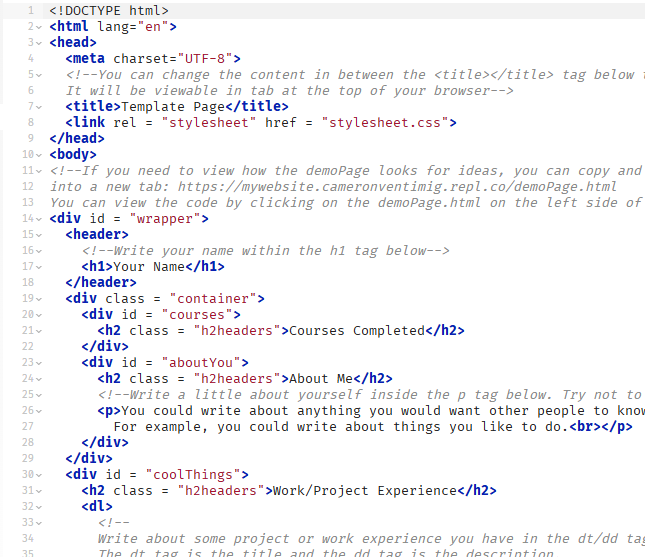 1 <!DOCTYPE html>
2 <html lang="en">
3 <head>
4 <meta charset="UTF-8">
5 <!--You can change the content in between the <title></title> tag below
6 It will be viewable in tab at the top of your browser-->
7 <title>Template Page</title>
8 <link rel = "stylesheet" href = "stylesheet.css">
9 </head>
10 <body>
11 <!--If you need to view how the demoPage looks for ideas, you can copy and
12 into a new tab: https://mywebsite.cameronventimig.repl.co/demoPage.html
13 You can view the code by clicking on the demoPage.html on the left side of
14 <div id = "wrapper">
15 <header>
16 <!--Write your name within the h1 tag below-->
17 <h1>Your Name</h1>
18 </header>
19 <div class = "container">
20 <div id = "courses">
21 <h2 class = "h2headers">Courses Completed</h2>
22 </div>
23 <div id = "aboutYou">
24 <h2 class = "h2headers">About Me</h2>
25 <!--Write a little about yourself inside the p tag below. Try not to
26 <p>You could write about anything you would want other people to know
27 For example, you could write about things you like to do.<br></p>
28 </div>
29 </div>
30 <div id = "coolThings">
31 <h2 class = "h2headers">Work/Project Experience</h2>
32 <dl>
33 <!--
34 Write about some project or work experience you have in the dt/dd tag
35 The dt tag is the title and the dd tag is the description